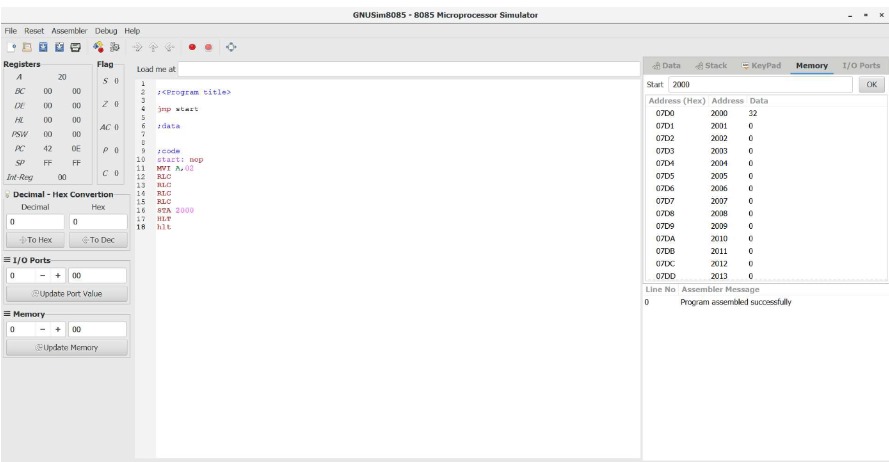 GNUSim8085 - 8085 Microprocessor Simulator
File Reset Assembler Debug Help
Registers
A 20
BC 00 00
DE 00 00
HL 00 00
PSW 00 00
PC 42 0E
SP FF FF
Int-Reg 00
Flag
S 0
Z 0
AC 0
P 0
C 0
Decimal - Hex Convertion
Decimal Hex
0 0
To Hex To Dec
I/O Ports
0 - + 00
Update Port Value
Memory
0 - + 00
Update Memory
Load me at
1
2 ;<Program title>
3
4 jmp start
5
6 ;data
7
8
9 ;code
10 start: nop
11 MVI A,02
12 RLC
13 RLC
14 RLC
15 RLC
16 STA 2000
17 HLT
18 hlt
Data Stack KeyPad Memory I/O Ports
Start 2000 OK
Address (Hex) Address Data
07D0 2000 32
07D1 2001 0
07D2 2002 0
07D3 2003 0
07D4 2004 0
07D5 2005 0
07D6 2006 0
07D7 2007 0
07D8 2008 0
07D9 2009 0
07DA 2010 0
07DB 2011 0
07DC 2012 0
07DD 2013 0
Line No Assembler Message
0 Program assembled successfully